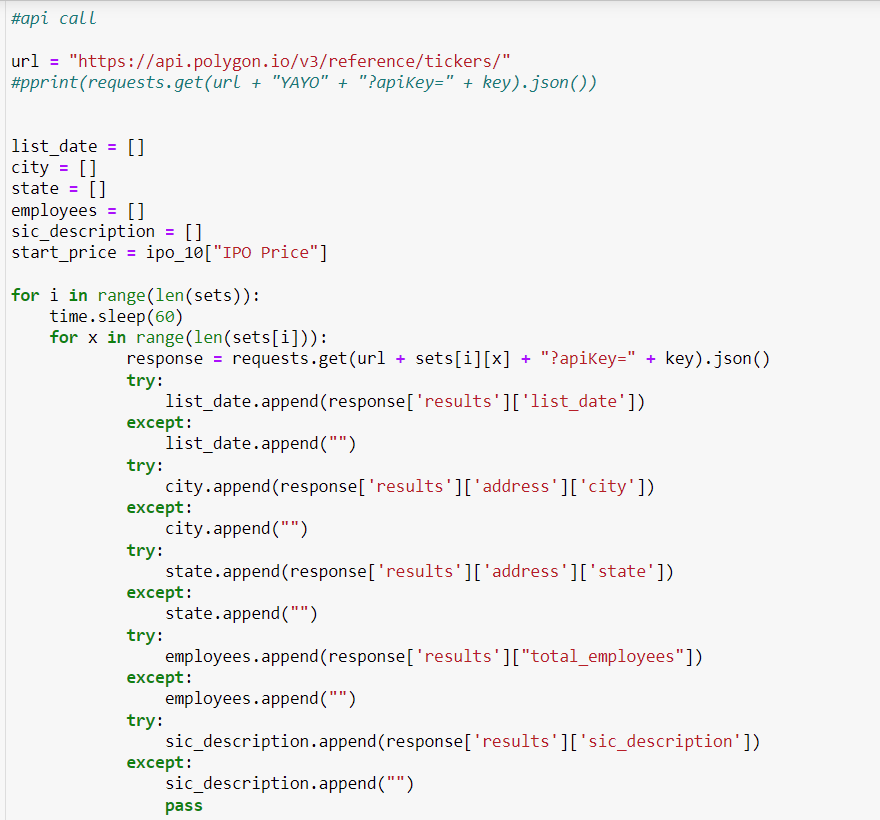 #api call
url = "https://api.polygon.io/v3/reference/tickers/"
#pprint(requests.get(url + "YAYO" + "?apiKey=" + key).json())
list_date = []
city = []
state = []
employees = []
sic_description = []
start_price = ipo_10["IPO Price"]
for i in range(len(sets)):
    time.sleep(60)
    for x in range(len(sets[i])):
            response = requests.get(url + sets[i][x] + "?apiKey=" + key).json()
            try:
                list_date.append(response['results']['list_date'])
            except:
                list_date.append("")
            try:
                city.append(response['results']['address']['city'])
            except:
                city.append("")
            try:
                state.append(response['results']['address']['state'])
            except:
                state.append("")
            try:
                employees.append(response['results']["total_employees"])
            except:
                employees.append("")
            try:
                sic_description.append(response['results']['sic_description'])
            except:
                sic_description.append("")
                pass